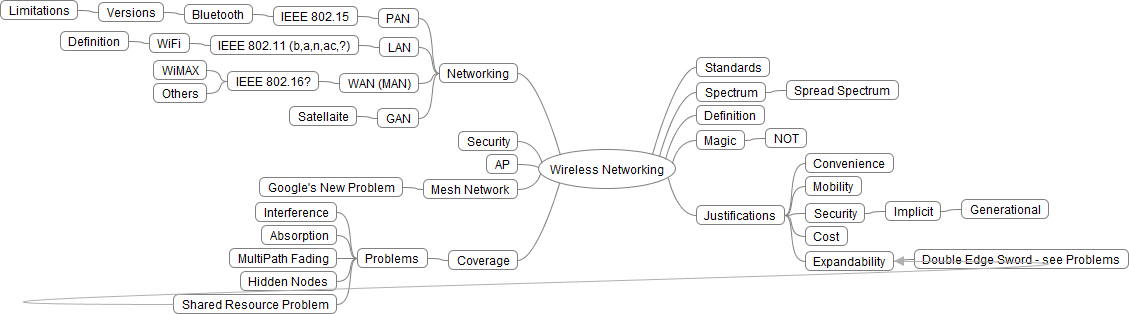 Limitations
Versions
Bluetooth
IEEE 802.15
PAN
Definition
WiFi
IEEE 802.11 (b,a,n,ac,?)
LAN
WiMAX
Others
IEEE 802.16?
WAN (MAN)
Satellaite
GAN
Networking
Security
AP
Google's New Problem
Mesh Network
Interference
Absorption
MultiPath Fading
Hidden Nodes
Shared Resource Problem
Problems
Coverage
Wireless Networking
Standards
Spectrum
Spread Spectrum
Definition
Magic
NOT
Justifications
Convenience
Mobility
Security
Implicit
Generational
Cost
Expandability
Double Edge Sword - see Problems